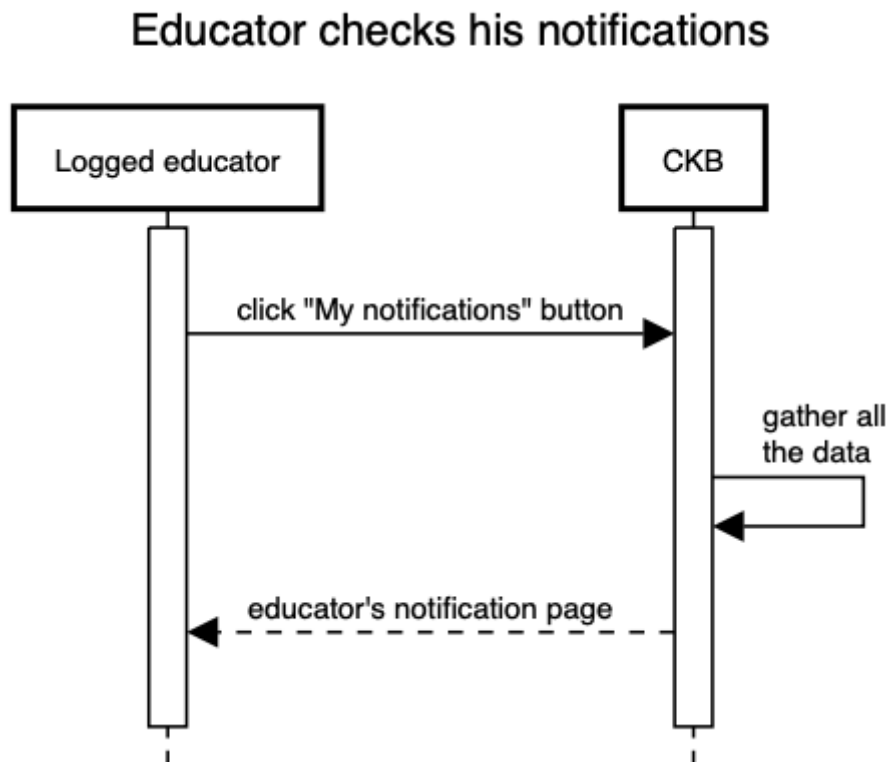 Educator checks his notifications
Logged educator
CKB
click "My notifications" button
gather all
the data
educator's notification page